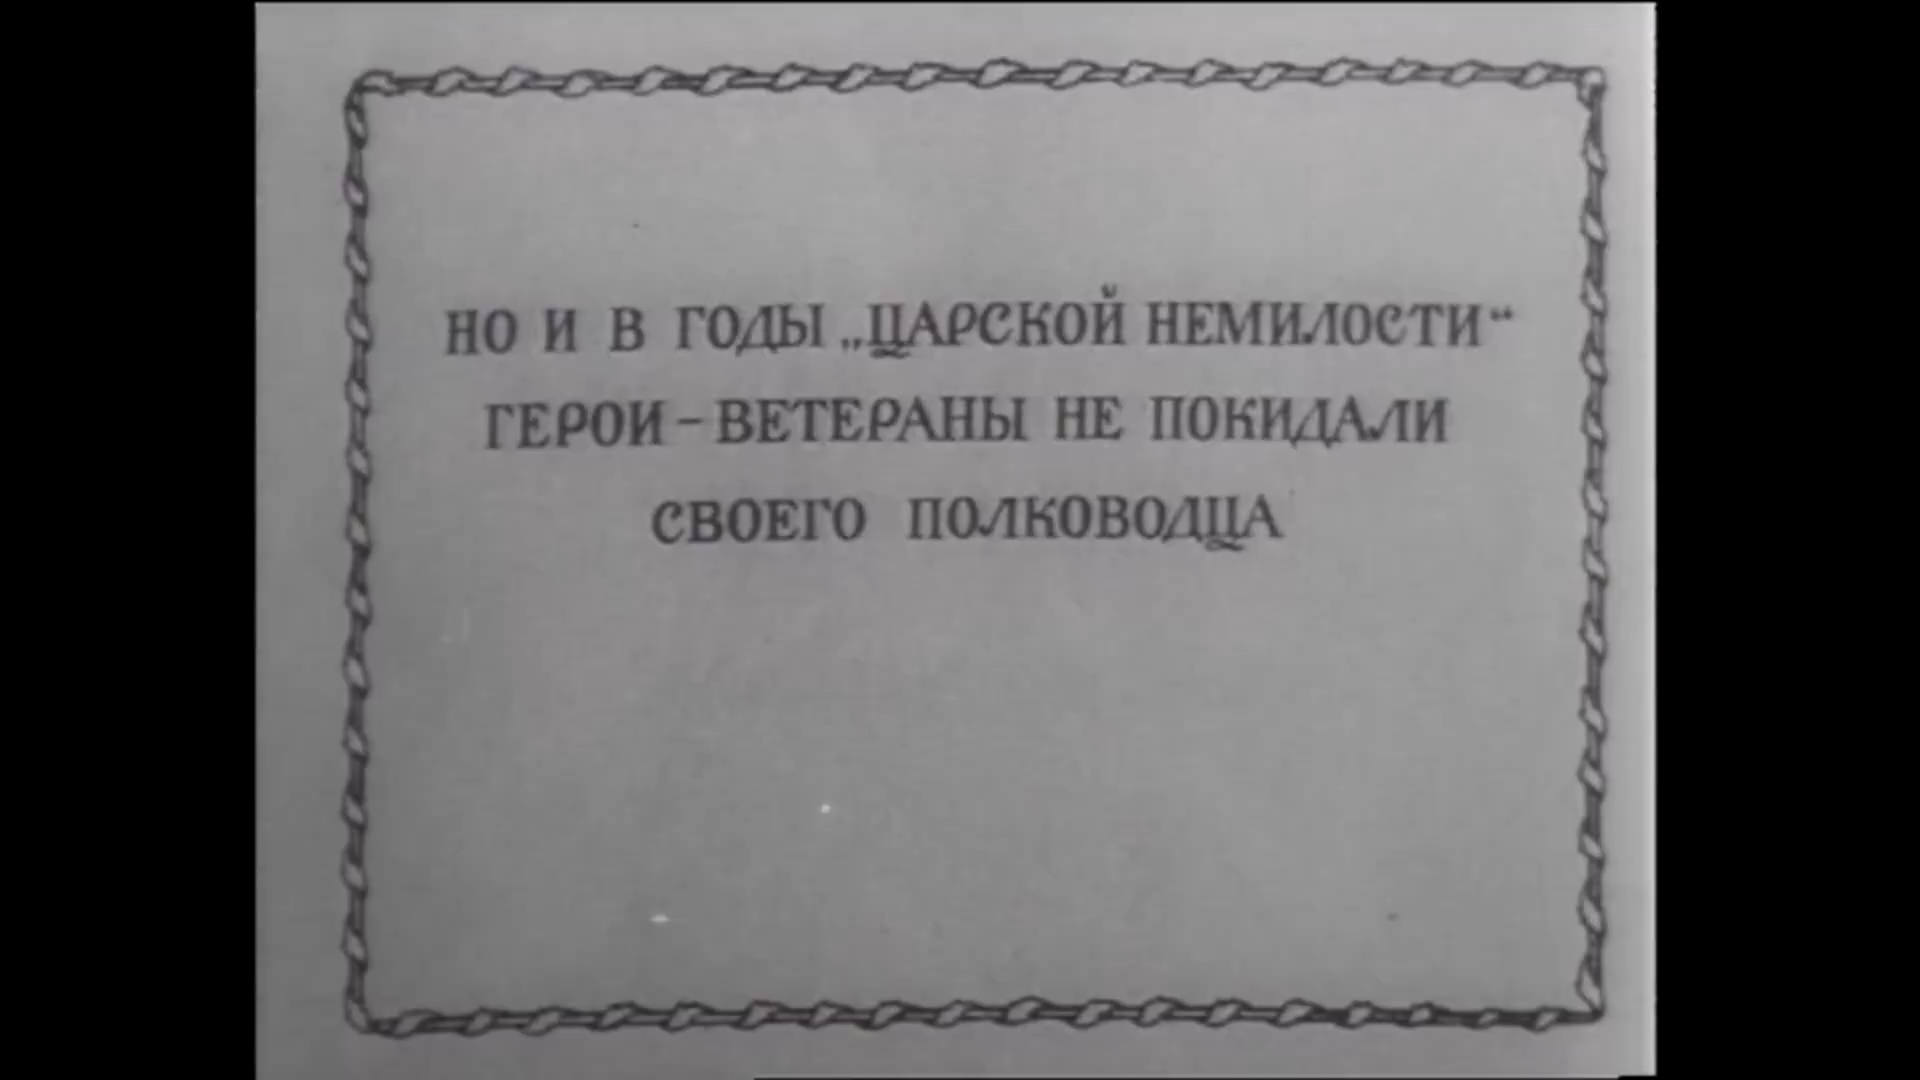 НО И В ГОДЫ „ЦАРСКОЙ НЕМИЛОСТИ“
ГЕРОИ – ВЕТЕРАНЫ НЕ ПОКИДАЛИ
СВОЕГО ПОЛКОВОДЦА